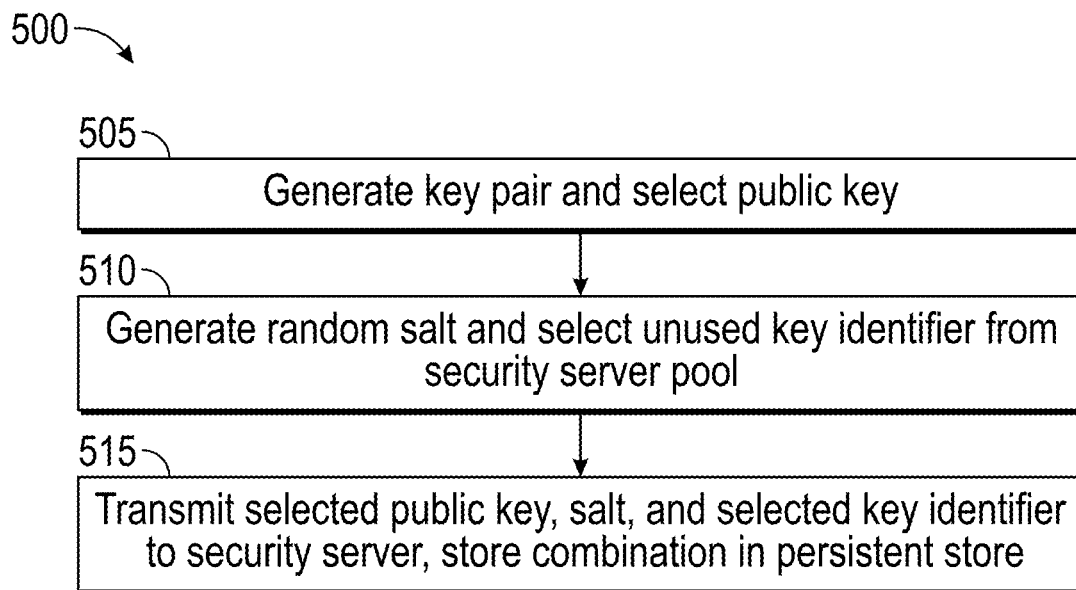 500
505
Generate key pair and select public key
510
Generate random salt and select unused key identifier from
security server pool
515
Transmit selected public key, salt, and selected key identifier
to security server, store combination in persistent store